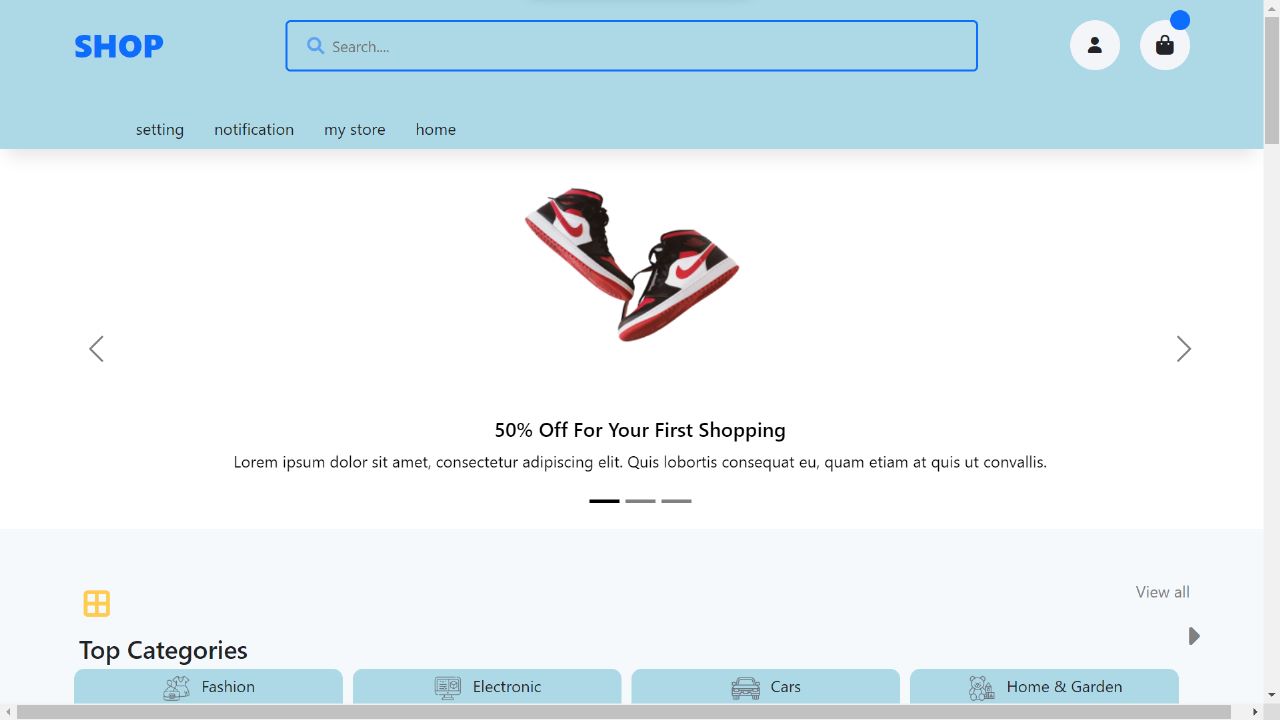 SHOP
Search....
setting notification my store home
50% Off For Your First Shopping
Lorem ipsum dolor sit amet, consectetur adipiscing elit. Quis lobortis consequat eu, quam etiam at quis ut convallis.
View all
Top Categories
Fashion Electronic Cars Home & Garden